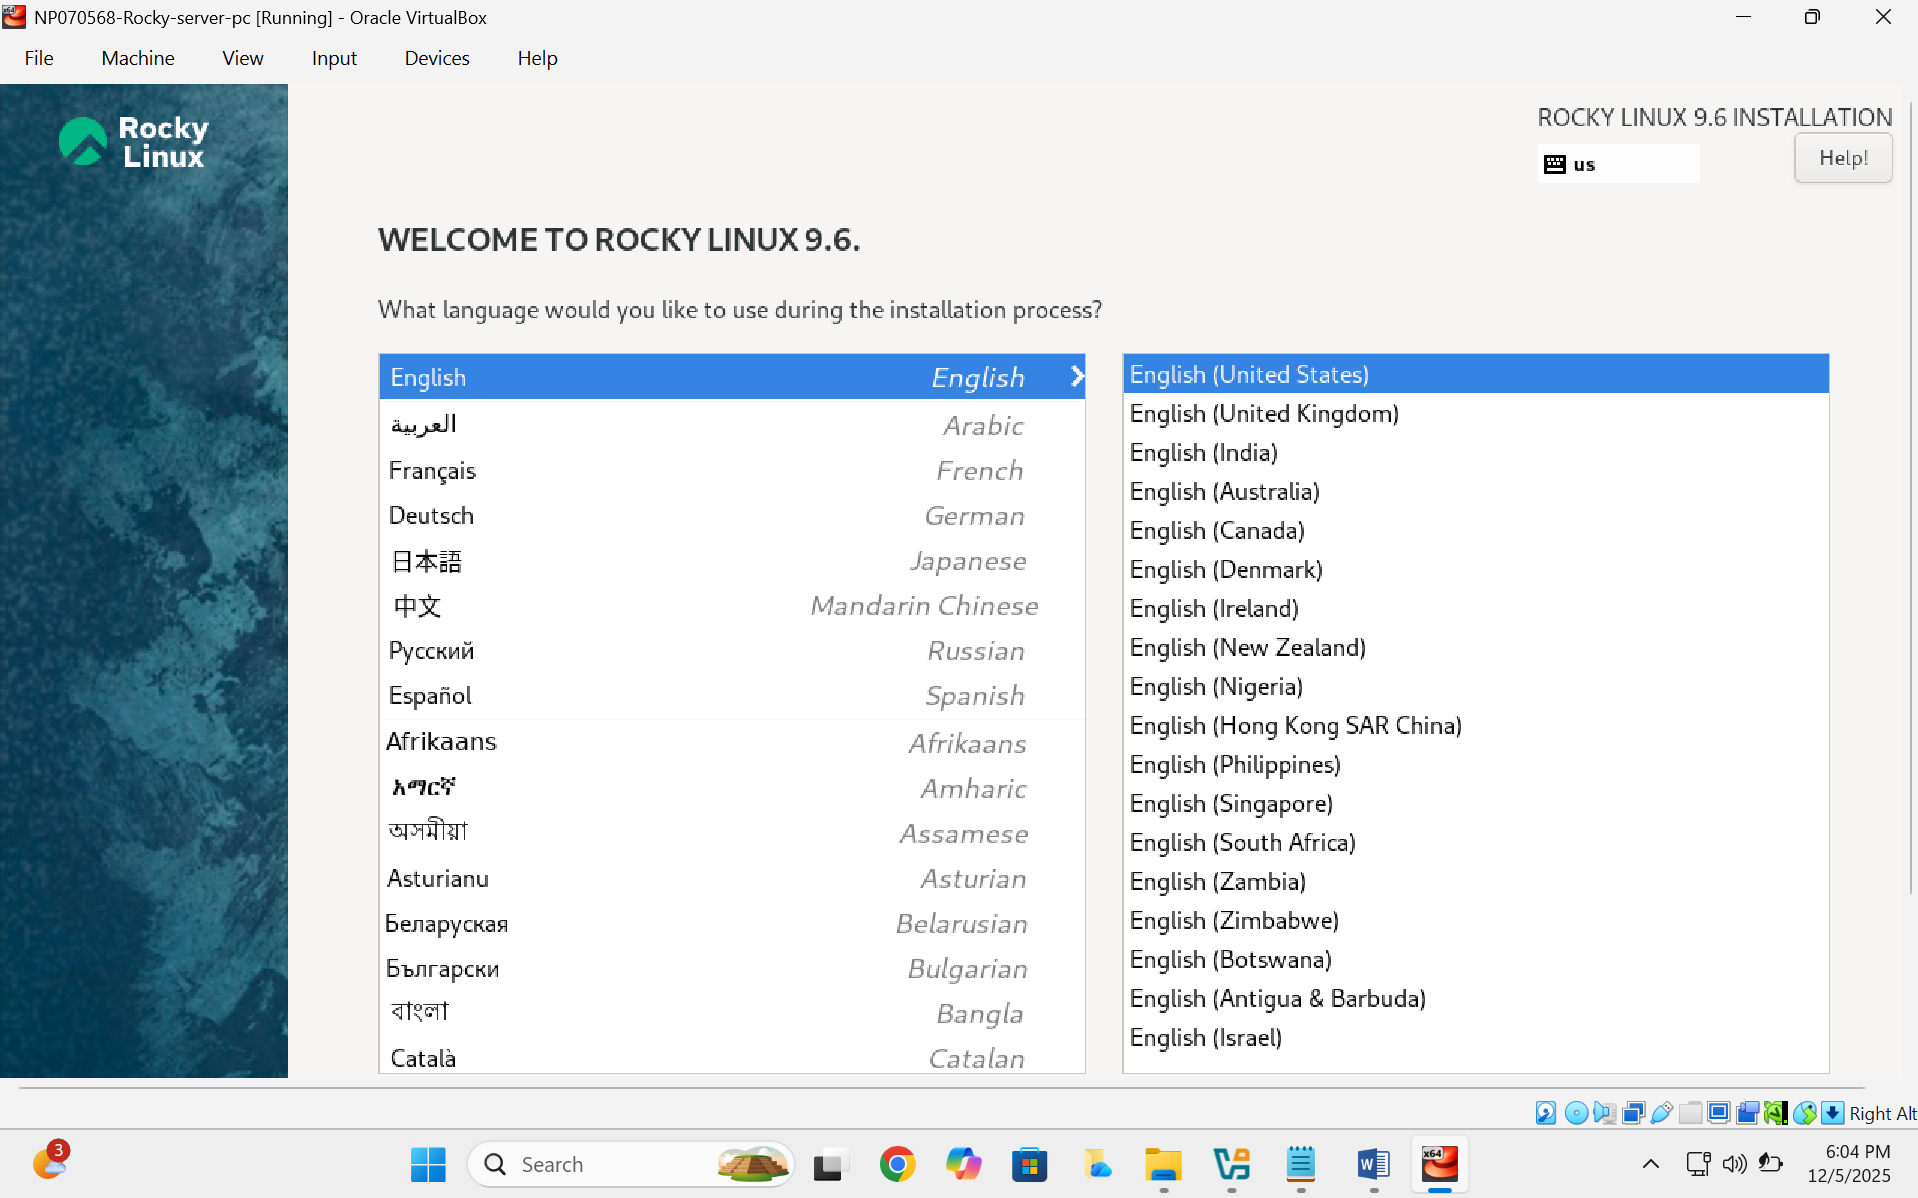 NP070568-Rocky-server-pc [Running] - Oracle VirtualBox
File Machine View Input Devices Help
Rocky
Linux
ROCKY LINUX 9.6 INSTALLATION
us
Help!
WELCOME TO ROCKY LINUX 9.6.
What language would you like to use during the installation process?
English English
العربية Arabic
Français French
Deutsch German
日本語 Japanese
中文 Mandarin Chinese
Русский Russian
Español Spanish
Afrikaans Afrikaans
አማርኛ Amharic
অসমীয়া Assamese
Asturianu Asturian
Беларуская Belarusian
Български Bulgarian
বাংলা Bangla
Català Catalan
English (United States)
English (United Kingdom)
English (India)
English (Australia)
English (Canada)
English (Denmark)
English (Ireland)
English (New Zealand)
English (Nigeria)
English (Hong Kong SAR China)
English (Philippines)
English (Singapore)
English (South Africa)
English (Zambia)
English (Zimbabwe)
English (Botswana)
English (Antigua & Barbuda)
English (Israel)
Right Alt
3
Search
x64
6:04 PM
12/5/2025